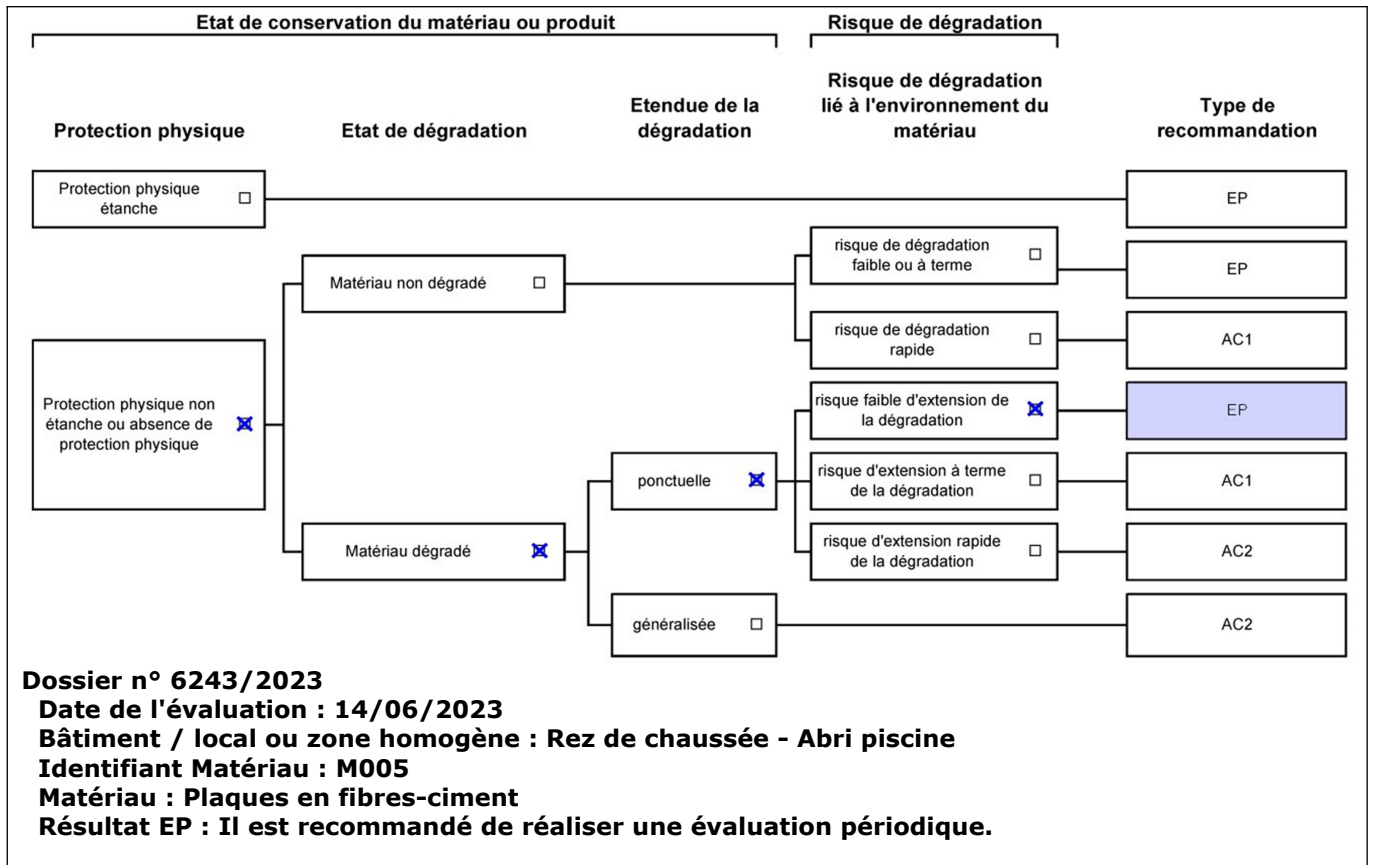 Etat de conservation du matériau ou produit
Risque de dégradation
Protection physique
Etat de dégradation
Etendue de la
dégradation
Risque de dégradation
lié à l'environnement du
matériau
Type de
recommandation
Protection physique
étanche
EP
risque de dégradation
faible ou à terme
EP
Matériau non dégradé
risque de dégradation
rapide
AC1
Protection physique non
étanche ou absence de
protection physique
risque faible d'extension de
la dégradation
EP
ponctuelle
risque d'extension à terme
de la dégradation
AC1
Matériau dégradé
risque d'extension rapide
de la dégradation
AC2
généralisée
AC2
Dossier n° 6243/2023
Date de l'évaluation : 14/06/2023
Bâtiment / local ou zone homogène : Rez de chaussée - Abri piscine
Identifiant Matériau : M005
Matériau : Plaques en fibres-ciment
Résultat EP : Il est recommandé de réaliser une évaluation périodique.